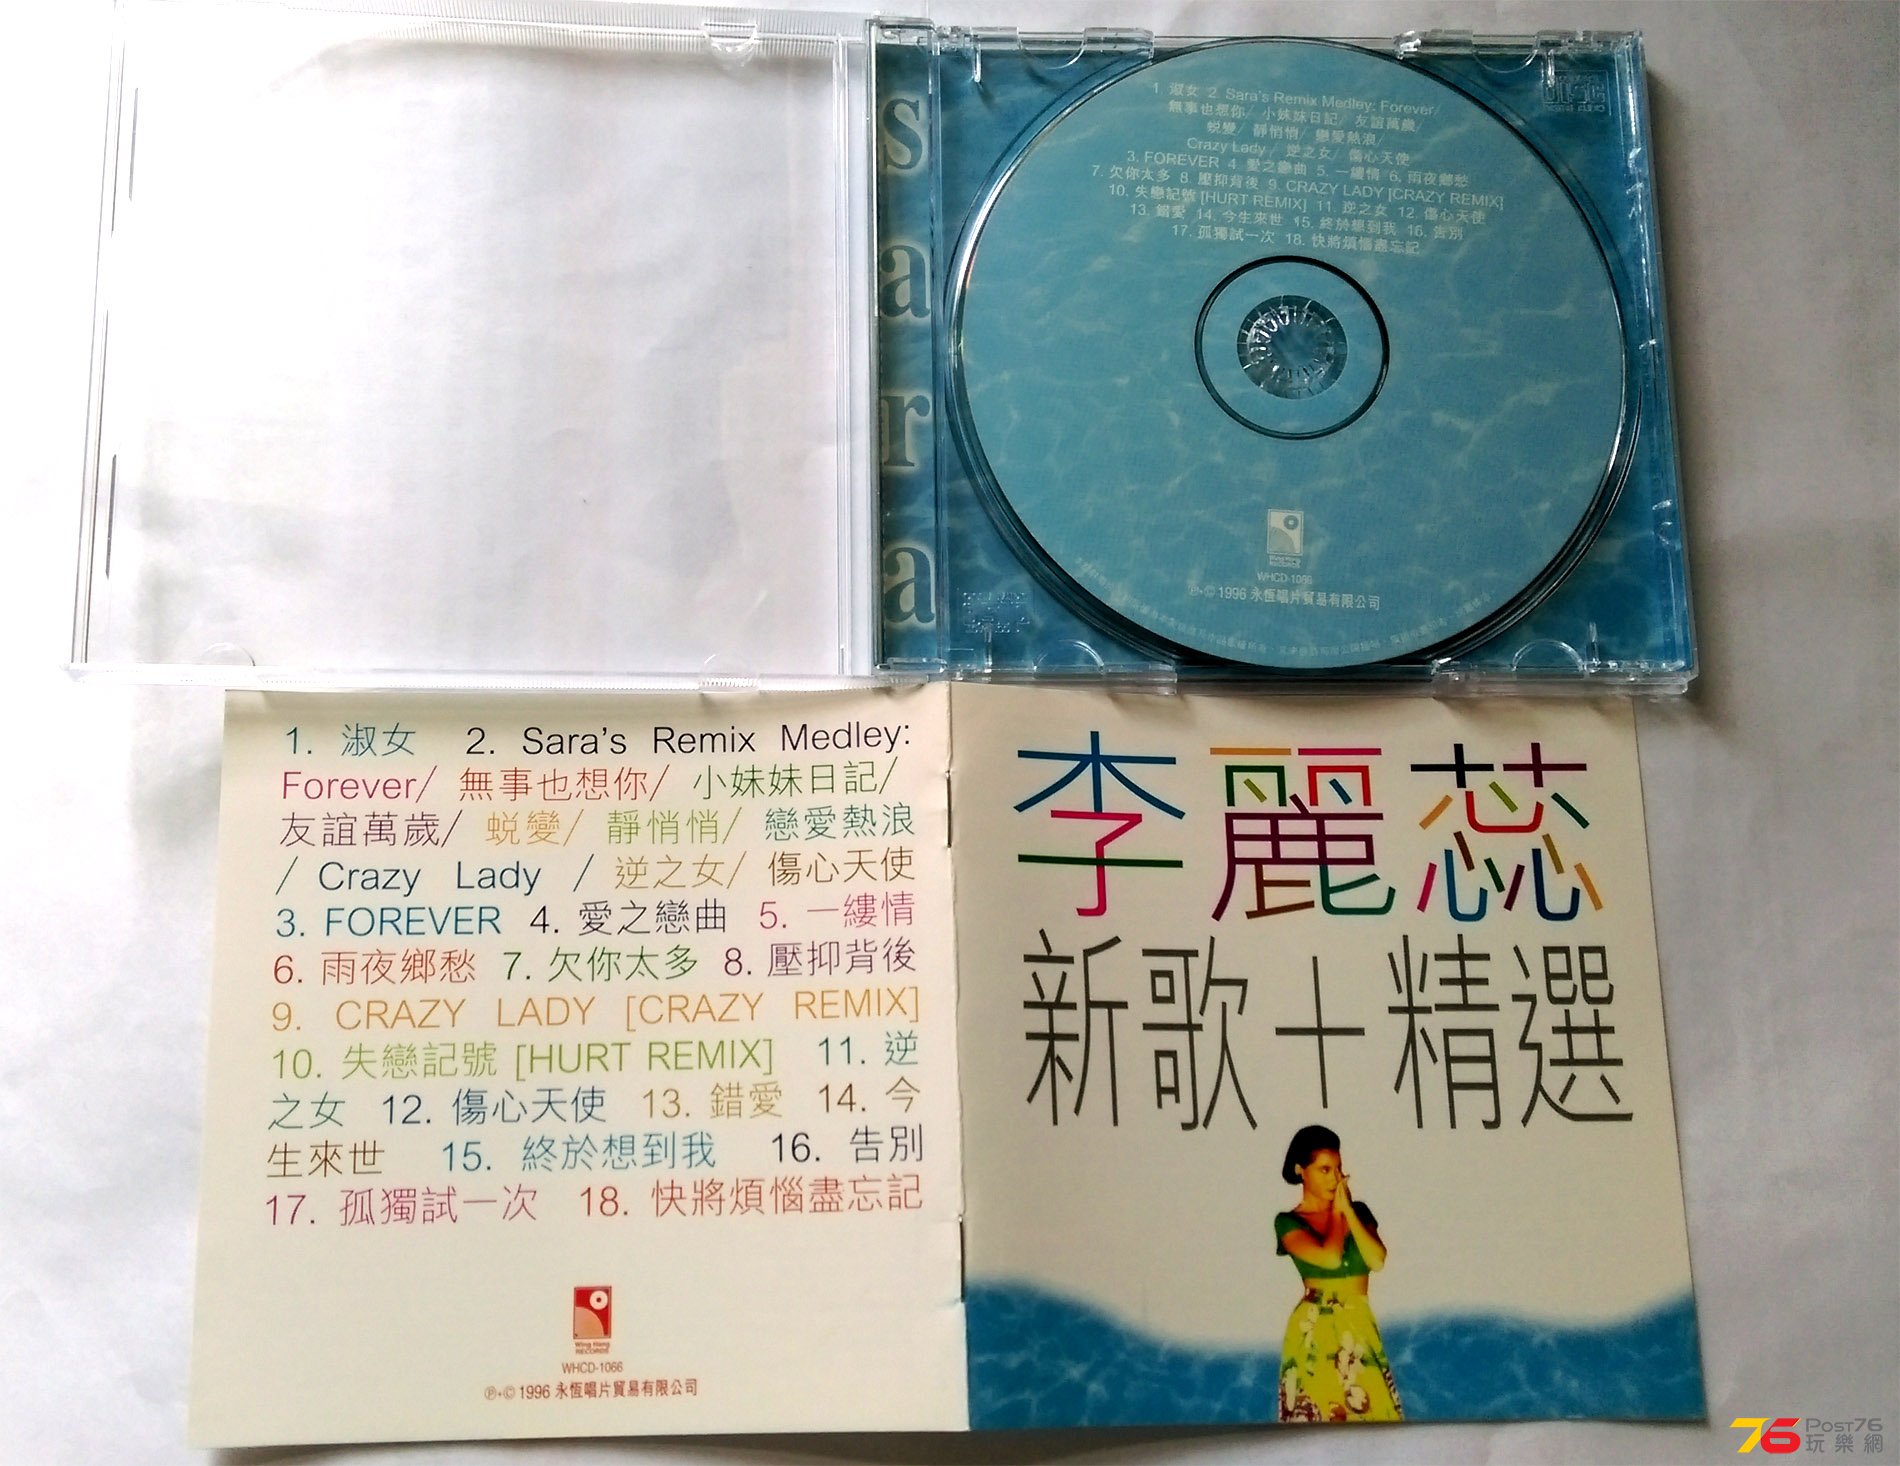 s
a
r
a
1. 淑女 2. Sara's Remix Medley: Forever/
無事也想你/ 小妹妹日記/ 友誼萬歲/
蛻變/ 靜悄悄/ 戀愛熱浪/
Crazy Lady / 逆之女/ 傷心天使
3. FOREVER 4. 愛之戀曲 5. 一縷情 6. 雨夜鄉愁
7. 欠你太多 8. 壓抑背後 9. CRAZY LADY [CRAZY REMIX]
10. 失戀記號 [HURT REMIX] 11. 逆之女 12. 傷心天使
13. 錯愛 14. 今生來世 15. 終於想到我 16. 告別
17. 孤獨試一次 18. 快將煩惱盡忘記
Wing Hang
RECORDS
WHCD-1066
℗•© 1996 永恆唱片貿易有限公司
1. 淑女 2. Sara's Remix Medley:
Forever/ 無事也想你/ 小妹妹日記/
友誼萬歲/ 蛻變/ 靜悄悄/ 戀愛熱浪
/ Crazy Lady / 逆之女/ 傷心天使
3. FOREVER 4. 愛之戀曲 5. 一縷情
6. 雨夜鄉愁 7. 欠你太多 8. 壓抑背後
9. CRAZY LADY [CRAZY REMIX]
10. 失戀記號 [HURT REMIX] 11. 逆
之女 12. 傷心天使 13. 錯愛 14. 今
生來世 15. 終於想到我 16. 告別
17. 孤獨試一次 18. 快將煩惱盡忘記
Wing Hang
RECORDS
WHCD-1066
℗•© 1996 永恆唱片貿易有限公司
李麗蕊
新歌＋精選
76 POST76
玩樂網